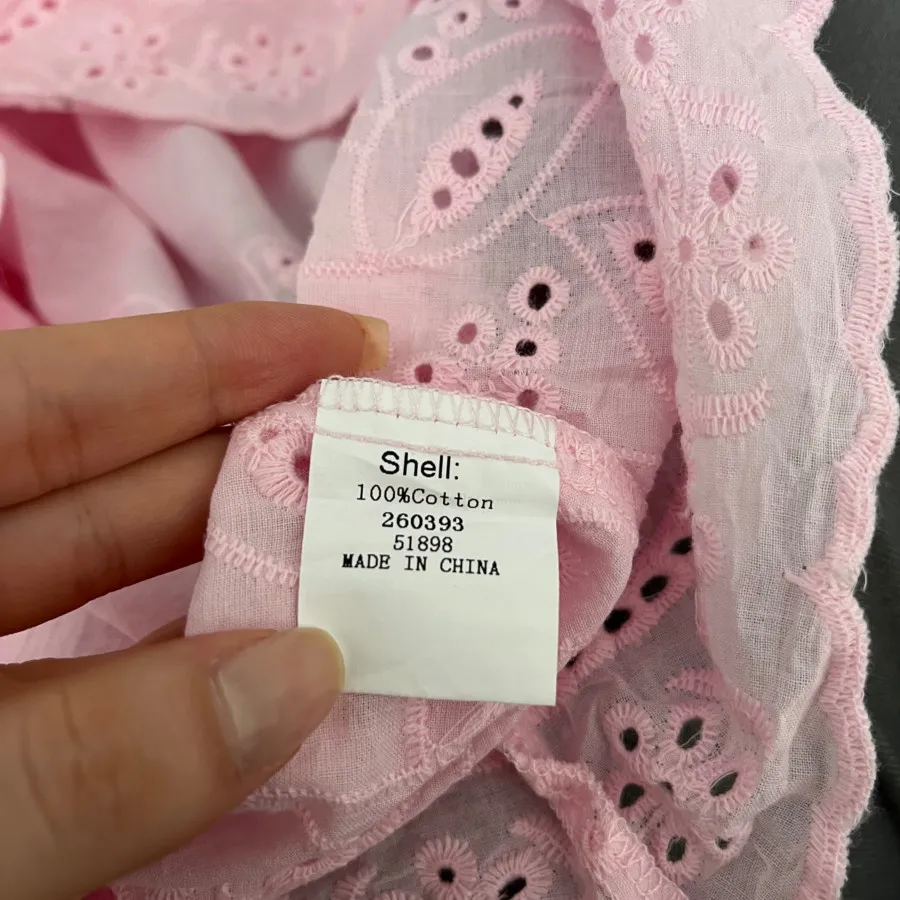 Shell:
100%Cotton
260393
51898
MADE IN CHINA